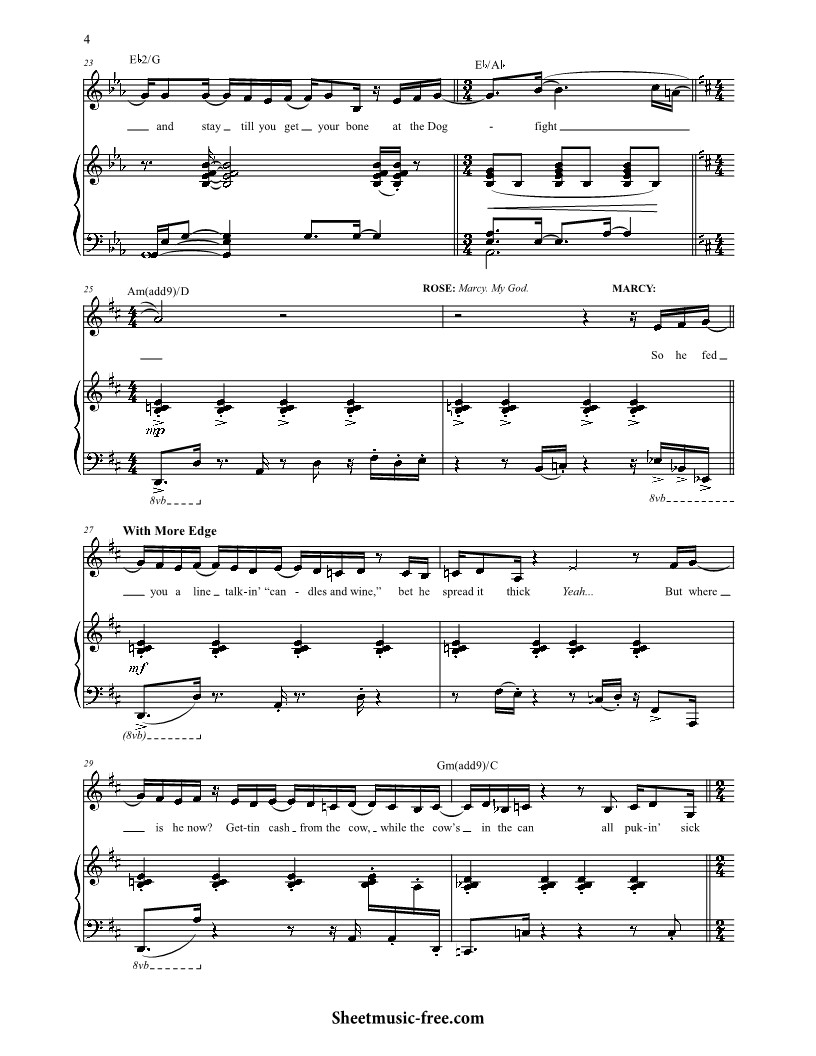 4
23
E♭2/G
E♭/A♭
and stay till you get your bone at the Dog - fight
25
Am(add9)/D
ROSE: Marcy. My God.
MARCY:
So he fed
mp
8vb
8vb
27
With More Edge
you a line talk-in' “can - dles and wine,” bet he spread it thick Yeah... But where
mf
(8vb)
29
Gm(add9)/C
is he now? Get-tin cash from the cow, while the cow's in the can all puk-in' sick
8vb
Sheetmusic-free.com